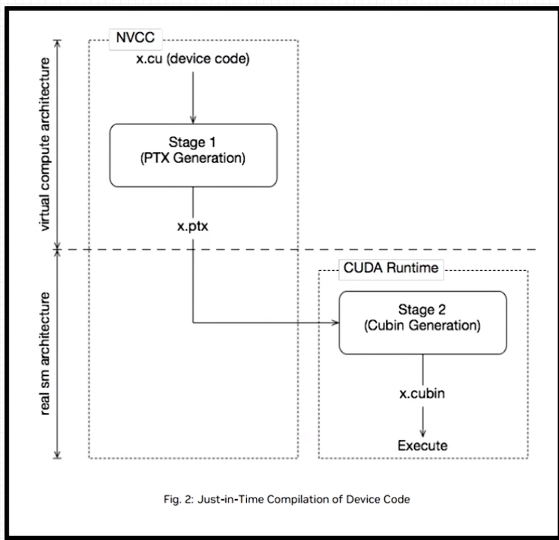 NVCC
x.cu (device code)
virtual compute architecture
Stage 1
(PTX Generation)
x.ptx
real sm architecture
CUDA Runtime
Stage 2
(Cubin Generation)
x.cubin
Execute
Fig. 2: Just-in-Time Compilation of Device Code